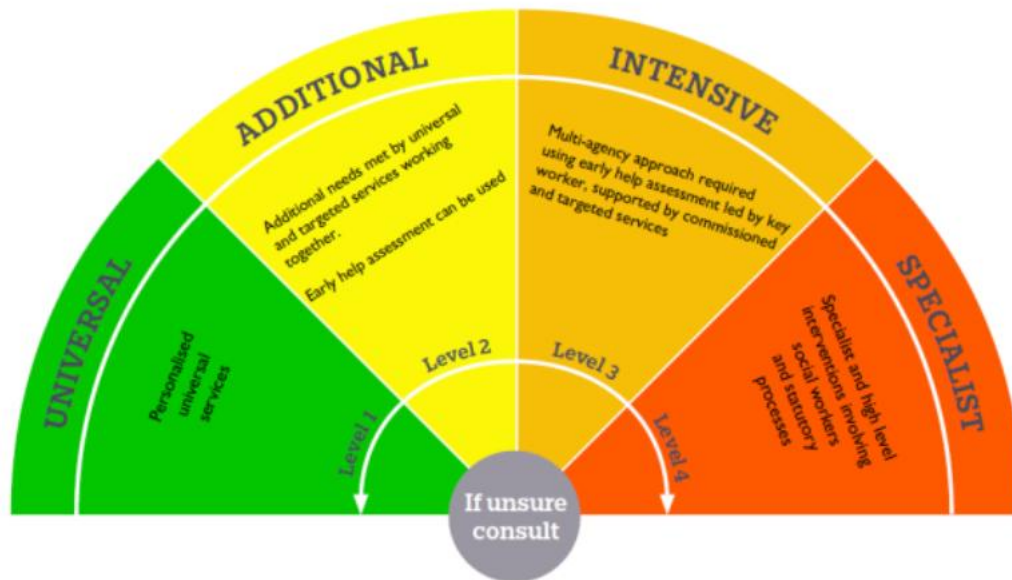 UNIVERSAL
Personalised
universal
services
Level 1
ADDITIONAL
Additional needs met by universal
and targeted services working
together.
Early help assessment can be used
Level 2
INTENSIVE
Multi-agency approach required
using early help assessment led by key
worker, supported by commissioned
and targeted services
Level 3
SPECIALIST
Specialist and high level
interventions involving
social workers
and statutory
processes
Level 4
If unsure
consult